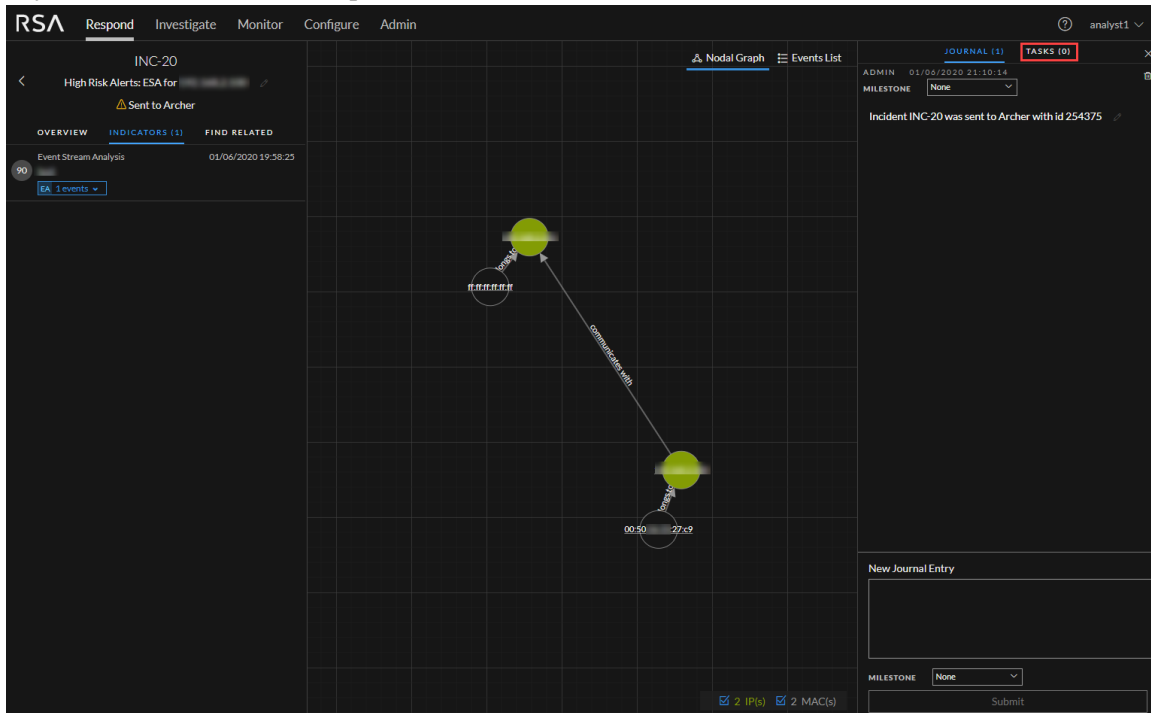 RSA Respond Investigate Monitor Configure Admin analyst1
INC-20
High Risk Alerts: ESA for
Sent to Archer
OVERVIEW INDICATORS (1) FIND RELATED
90
Event Stream Analysis 01/06/2020 19:58:25
EA 1 events
Nodal Graph Events List
ff:ff:ff:ff:ff:ff
communicates with
00:50 :27:c9
2 IP(s) 2 MAC(s)
JOURNAL (1) TASKS (0)
ADMIN 01/06/2020 21:10:14
MILESTONE None
Incident INC-20 was sent to Archer with id 254375
New Journal Entry
MILESTONE None
Submit